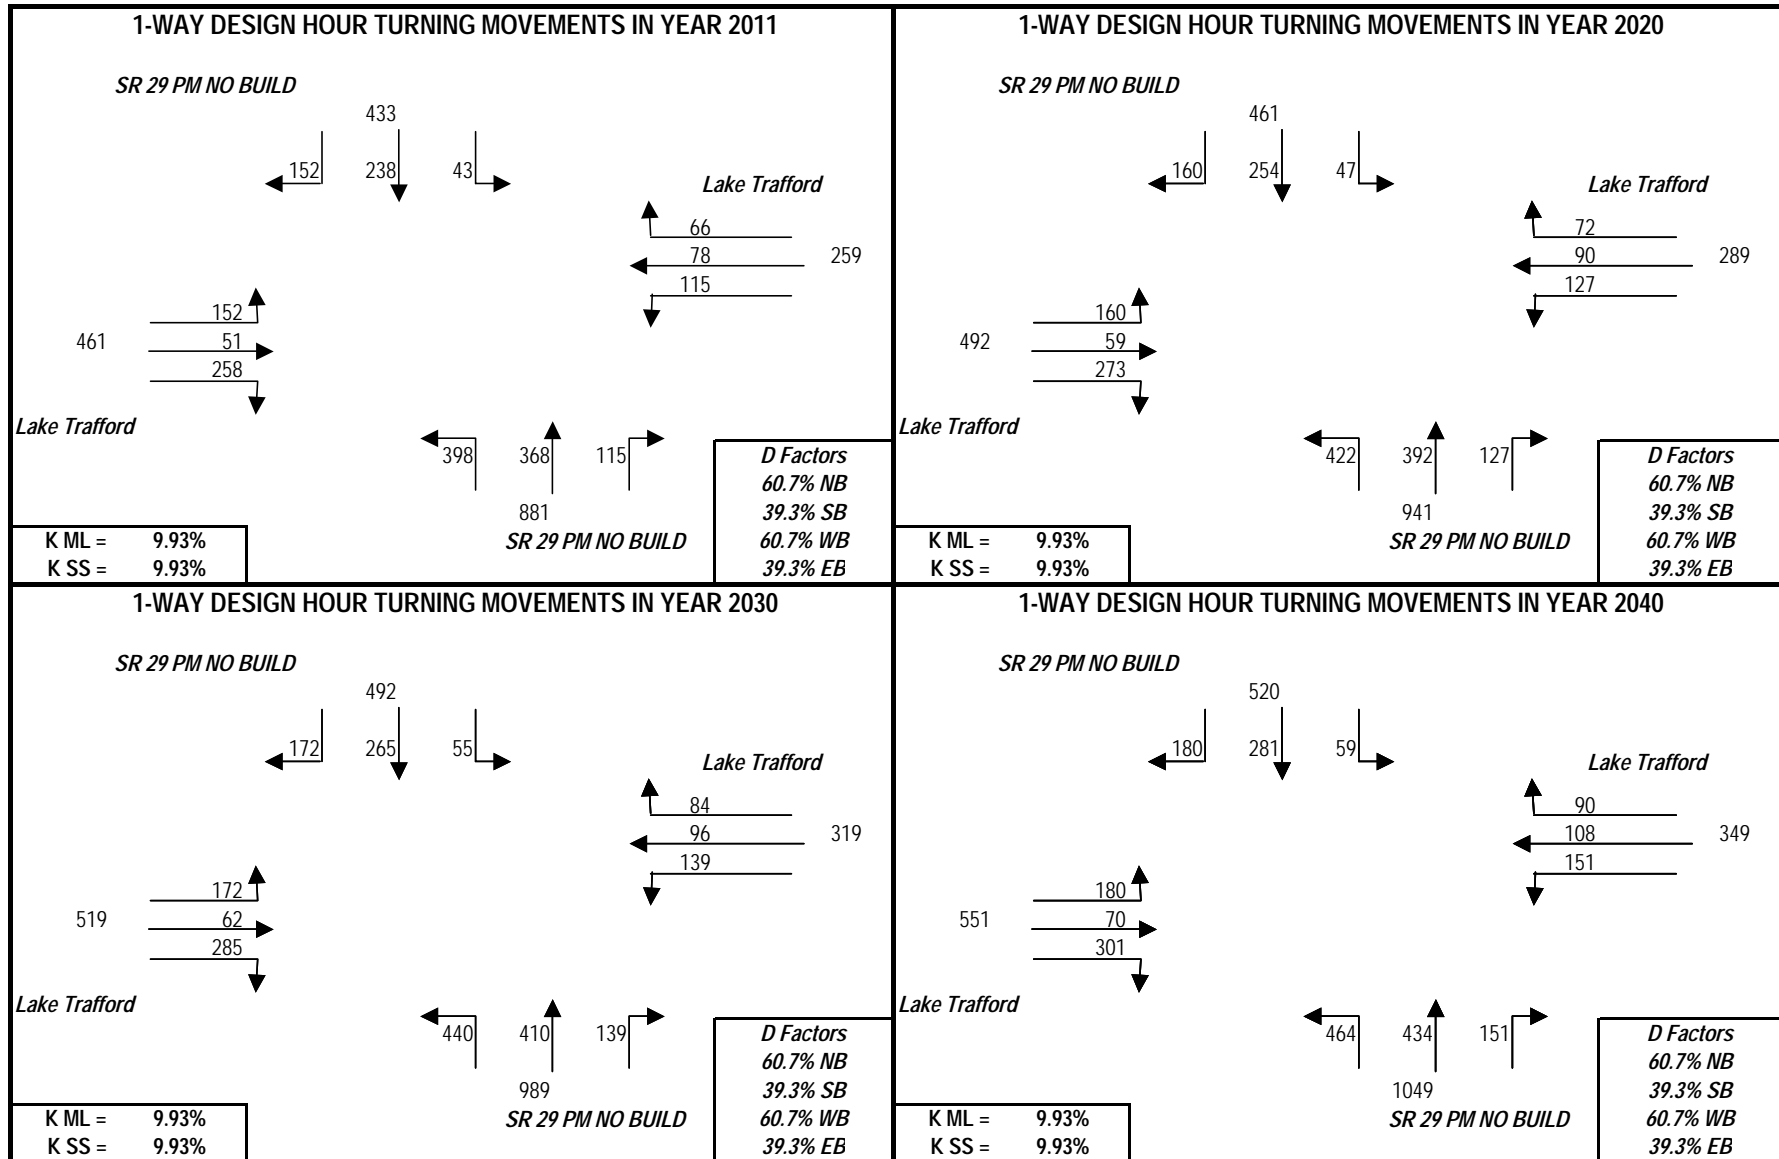 1-WAY DESIGN HOUR TURNING MOVEMENTS IN YEAR 2011
SR 29 PM NO BUILD
433
152 238 43
Lake Trafford
66
78 259
115
152
461 51
258
Lake Trafford
398 368 115
881
SR 29 PM NO BUILD
D Factors
60.7% NB
39.3% SB
60.7% WB
39.3% EB
K ML = 9.93%
K SS = 9.93%
1-WAY DESIGN HOUR TURNING MOVEMENTS IN YEAR 2020
SR 29 PM NO BUILD
461
160 254 47
Lake Trafford
72
90 289
127
160
492 59
273
Lake Trafford
422 392 127
941
SR 29 PM NO BUILD
D Factors
60.7% NB
39.3% SB
60.7% WB
39.3% EB
K ML = 9.93%
K SS = 9.93%
1-WAY DESIGN HOUR TURNING MOVEMENTS IN YEAR 2030
SR 29 PM NO BUILD
492
172 265 55
Lake Trafford
84
96 319
139
172
519 62
285
Lake Trafford
440 410 139
989
SR 29 PM NO BUILD
D Factors
60.7% NB
39.3% SB
60.7% WB
39.3% EB
K ML = 9.93%
K SS = 9.93%
1-WAY DESIGN HOUR TURNING MOVEMENTS IN YEAR 2040
SR 29 PM NO BUILD
520
180 281 59
Lake Trafford
90
108 349
151
180
551 70
301
Lake Trafford
464 434 151
1049
SR 29 PM NO BUILD
D Factors
60.7% NB
39.3% SB
60.7% WB
39.3% EB
K ML = 9.93%
K SS = 9.93%